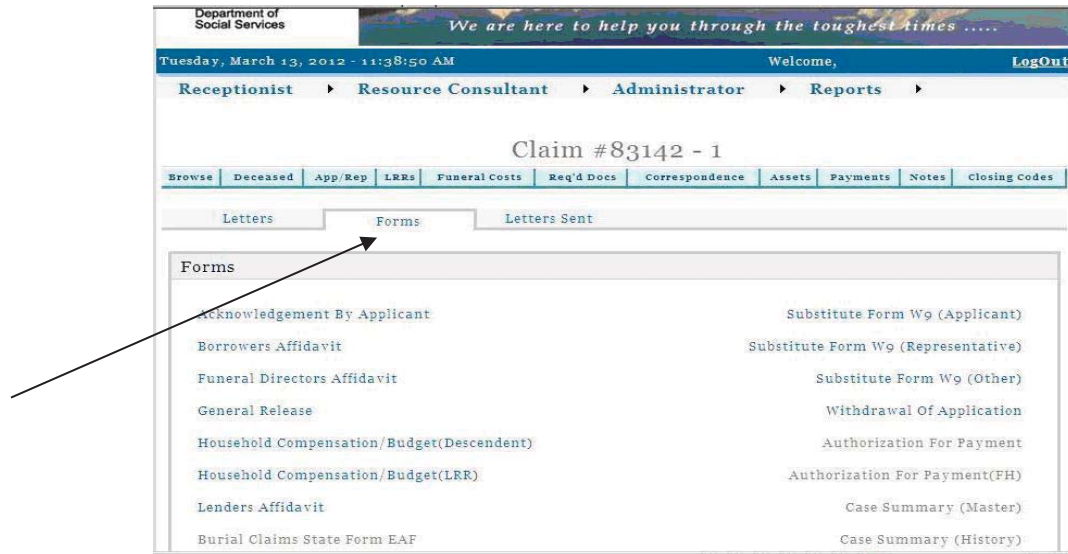 Department of
Social Services
We are here to help you through the toughest times .....
Tuesday, March 13, 2012 - 11:38:50 AM Welcome, LogOut
Receptionist Resource Consultant Administrator Reports
Claim #83142 - 1
Browse Deceased App/Rep LRRs Funeral Costs Req'd Docs Correspondence Assets Payments Notes Closing Codes
Letters Forms Letters Sent
Forms
Acknowledgement By Applicant Substitute Form W9 (Applicant)
Borrowers Affidavit Substitute Form W9 (Representative)
Funeral Directors Affidavit Substitute Form W9 (Other)
General Release Withdrawal Of Application
Household Compensation/Budget(Descendent) Authorization For Payment
Household Compensation/Budget(LRR) Authorization For Payment(FH)
Lenders Affidavit Case Summary (Master)
Burial Claims State Form EAF Case Summary (History)